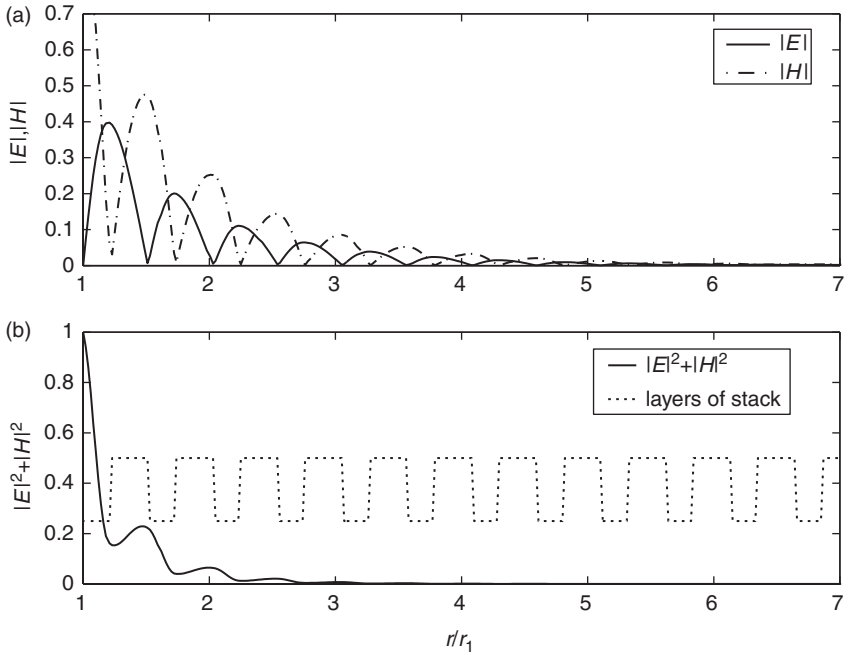 (a)
0.7
0.6
0.5
0.4
0.3
0.2
0.1
0
|E|,|H|
|E|
|H|
1 2 3 4 5 6 7
(b)
1
0.8
0.6
0.4
0.2
0
|E|²+|H|²
|E|²+|H|²
layers of stack
1 2 3 4 5 6 7
r/r₁